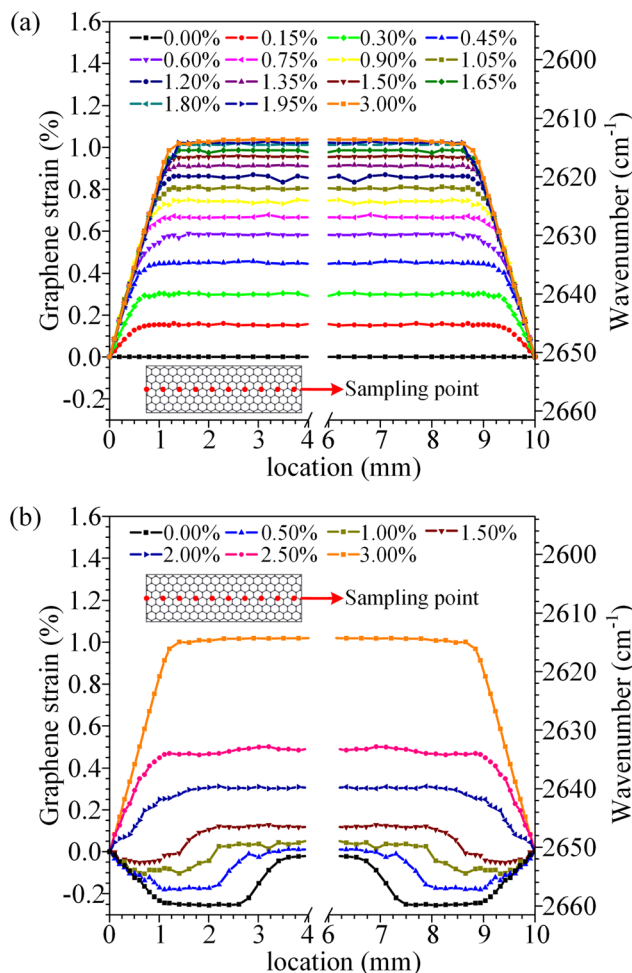 (a)
0.00% 0.15% 0.30% 0.45%
0.60% 0.75% 0.90% 1.05%
1.20% 1.35% 1.50% 1.65%
1.80% 1.95% 3.00%
Graphene strain (%)
1.6
1.4
1.2
1.0
0.8
0.6
0.4
0.2
0.0
-0.2
Wavenumber (cm⁻¹)
2600
2610
2620
2630
2640
2650
2660
Sampling point
0 1 2 3 4 6 7 8 9 10
location (mm)
(b)
0.00% 0.50% 1.00% 1.50%
2.00% 2.50% 3.00%
Sampling point
Graphene strain (%)
1.6
1.4
1.2
1.0
0.8
0.6
0.4
0.2
0.0
-0.2
Wavenumber (cm⁻¹)
2600
2610
2620
2630
2640
2650
2660
0 1 2 3 4 6 7 8 9 10
location (mm)